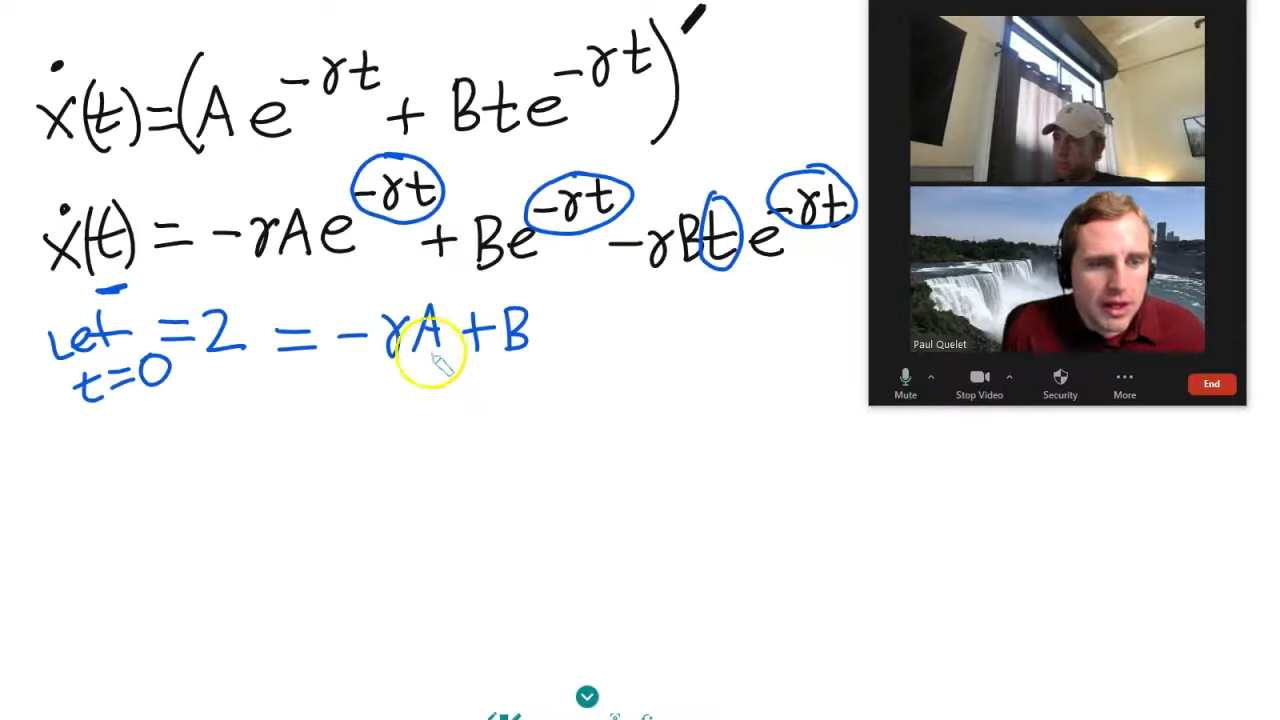 ẋ(t)=(Ae^{-γt} + Bte^{-γt})′
ẋ(t) = -γAe^{-γt} + Be^{-γt} -γBte^{-γt}
Let =2 = -γA+B
t=0
Paul Quelet
Mute
Stop Video
Security
More
End